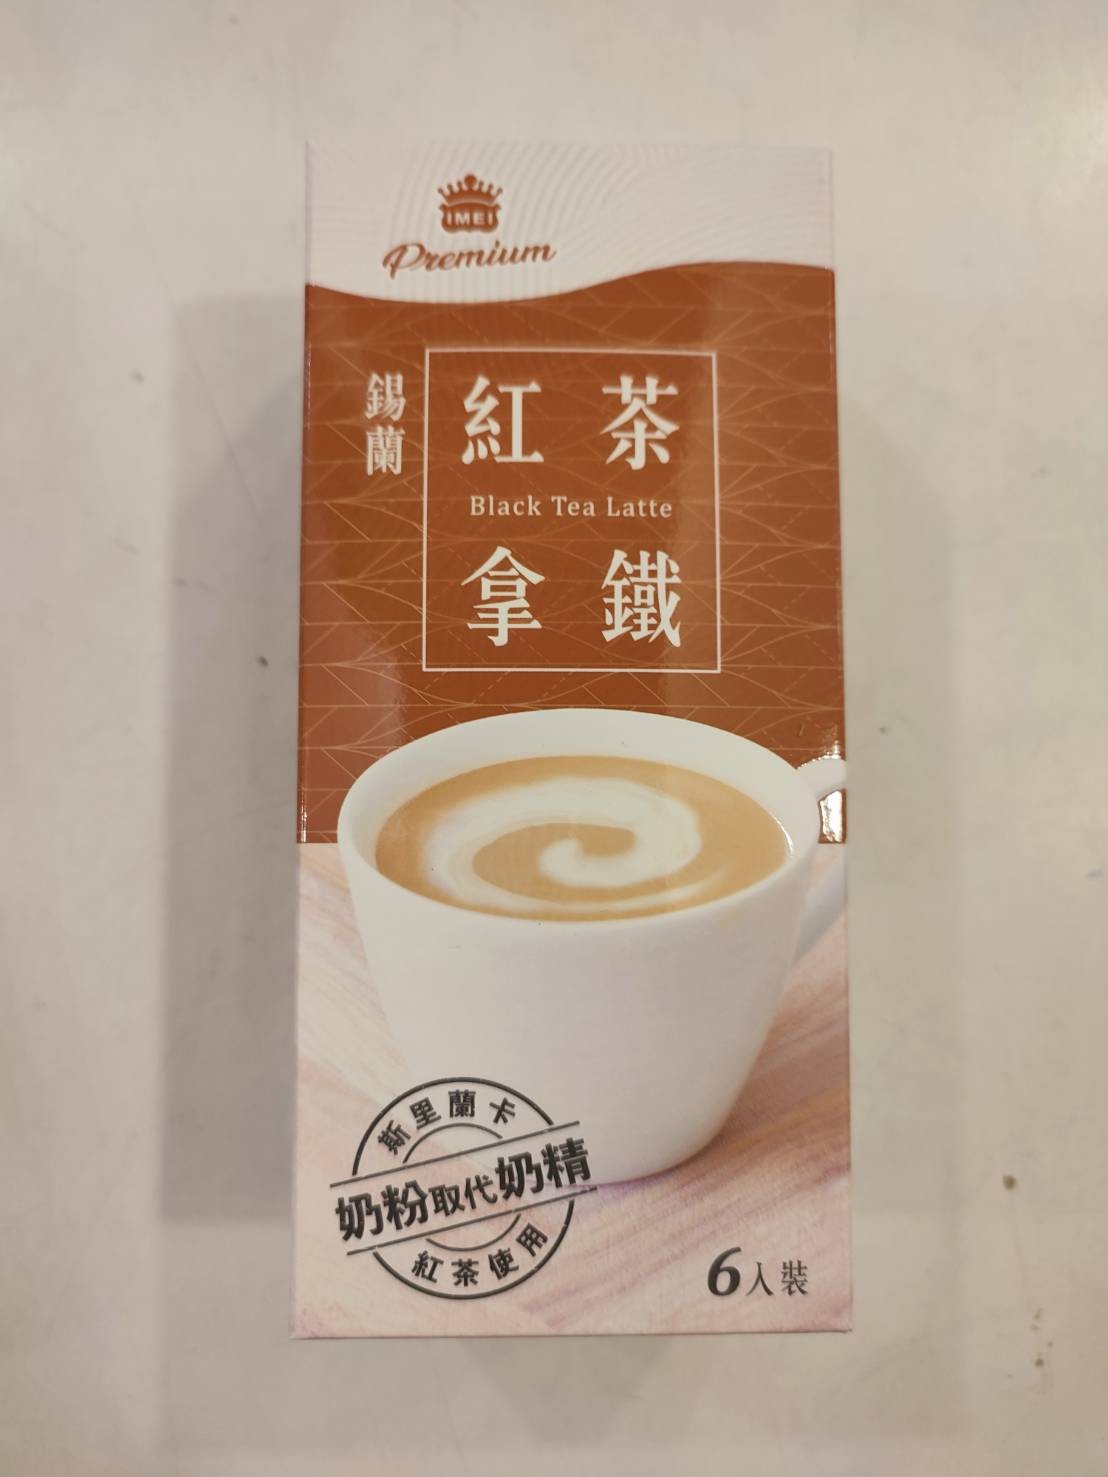 IMEI
Premium
錫蘭
紅茶
Black Tea Latte
拿鐵
斯里蘭卡
奶粉取代奶精
紅茶使用
6人裝